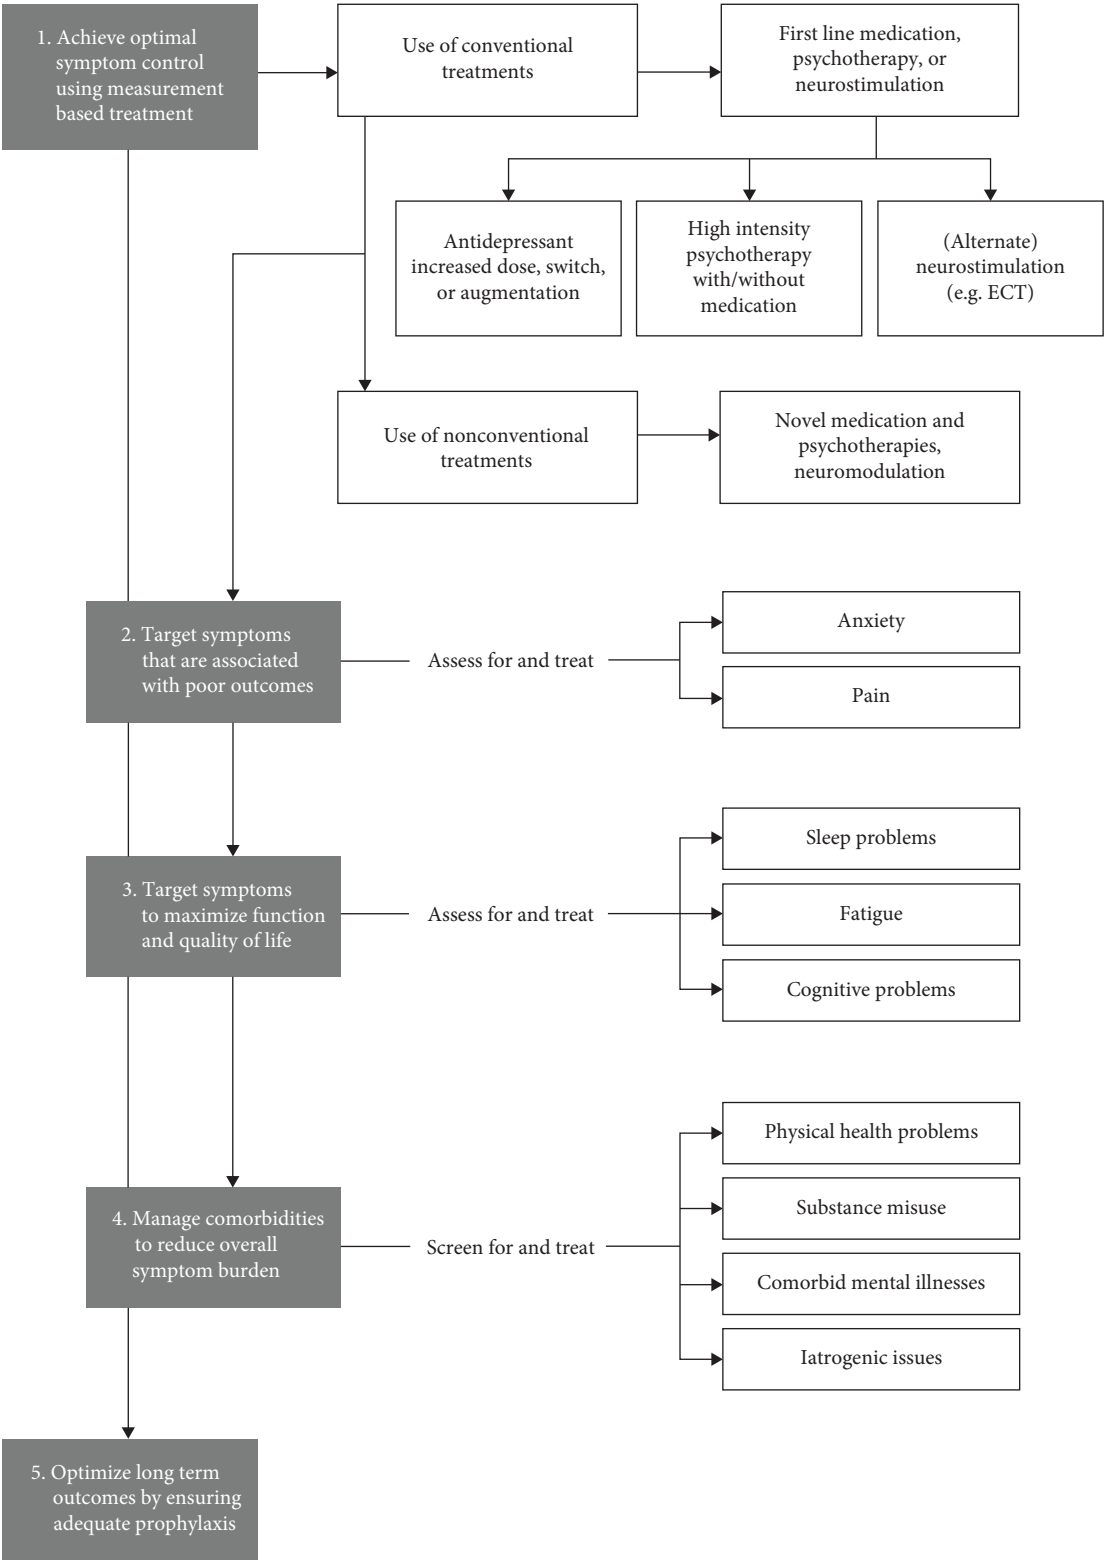 1. Achieve optimal
symptom control
using measurement
based treatment
Use of conventional
treatments
First line medication,
psychotherapy, or
neurostimulation
Antidepressant
increased dose, switch,
or augmentation
High intensity
psychotherapy
with/without
medication
(Alternate)
neurostimulation
(e.g. ECT)
Use of nonconventional
treatments
Novel medication and
psychotherapies,
neuromodulation
2. Target symptoms
that are associated
with poor outcomes
Assess for and treat
Anxiety
Pain
3. Target symptoms
to maximize function
and quality of life
Assess for and treat
Sleep problems
Fatigue
Cognitive problems
4. Manage comorbidities
to reduce overall
symptom burden
Screen for and treat
Physical health problems
Substance misuse
Comorbid mental illnesses
Iatrogenic issues
5. Optimize long term
outcomes by ensuring
adequate prophylaxis